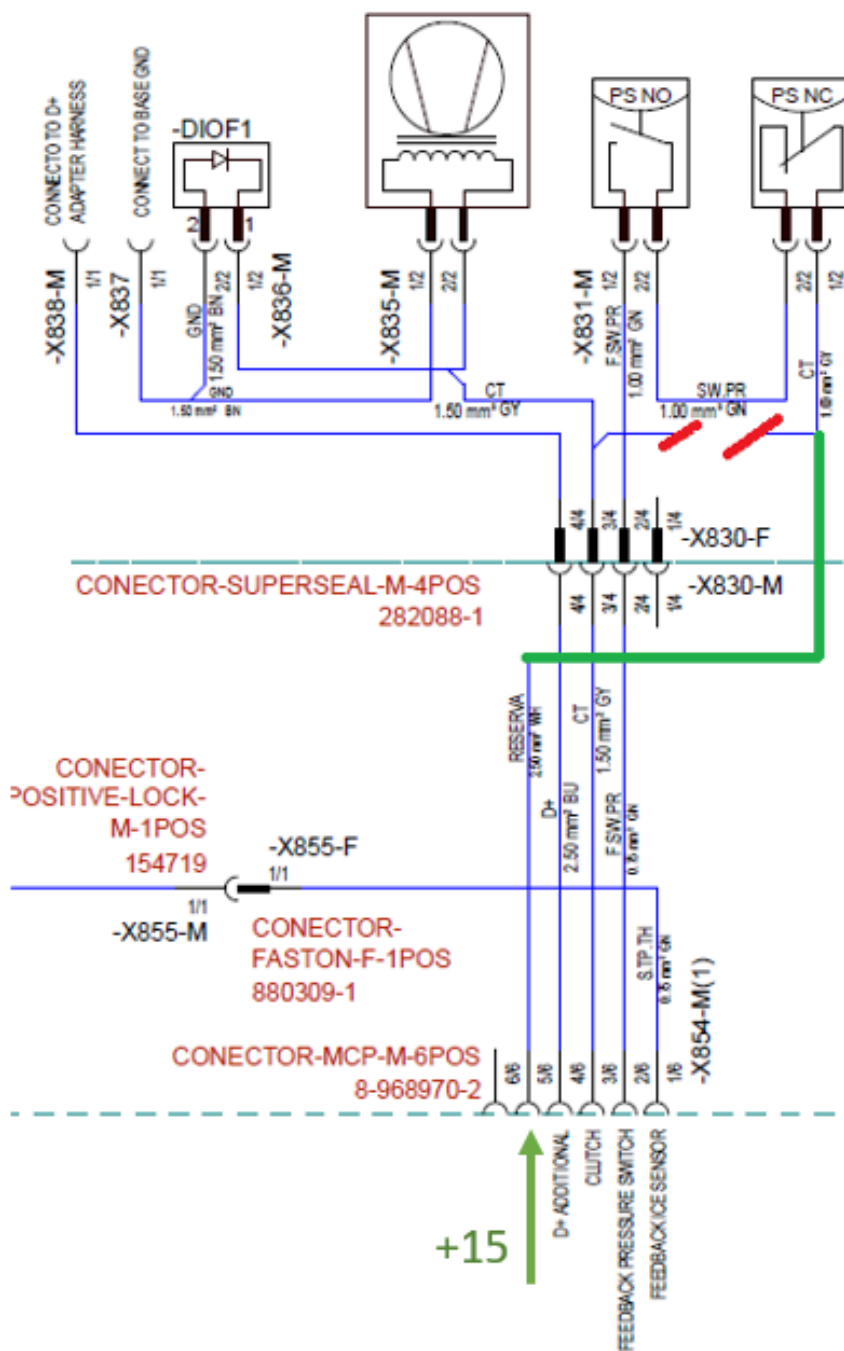 CONNECTO TO D+
ADAPTER HARNESS
CONNECT TO BASE GND
-DIOF1
2
1
PS NO
PS NC
-X838-M
1/1
-X837
1/1
GND
1.50 mm² BN
2/2
1/2
-X836-M
-X835-M
1/2
2/2
-X831-M
1/2
F.SW.PR
2/2
1.00 mm² GN
2/2
1/2
CT
GND
1.50 mm² BN
CT
1.50 mm² GY
SW.PR
1.00 mm² GN
4/4
3/4
2/4
1/4
-X830-F
CONECTOR-SUPERSEAL-M-4POS
282088-1
-X830-M
4/4
3/4
2/4
1/4
RESERVA
2.50 mm² WH
D+
2.50 mm² BU
CT
1.50 mm² GY
F.SW.PR
0.75 mm² GN
CONECTOR-
POSITIVE-LOCK-
M-1POS
154719
-X855-F
1/1
1/1
-X855-M
CONECTOR-
FASTON-F-1POS
880309-1
S.TP.TH
0.75 mm² GN
-X854-M(1)
CONECTOR-MCP-M-6POS
8-968970-2
6/6
5/6
4/6
3/6
2/6
1/6
+15
D+ ADDITIONAL
CLUTCH
FEEDBACK PRESSURE SWITCH
FEEDBACK ICE SENSOR